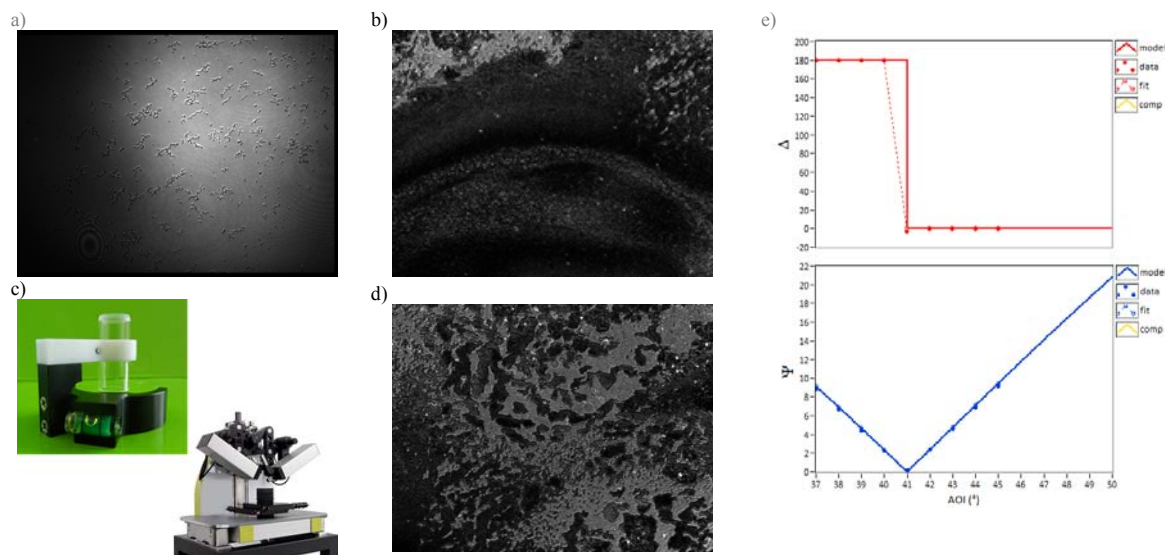 a)
b)
e)
200
180
160
140
120
100
80
60
40
20
0
-20
Δ
model
data
fit
comp
c)
d)
22
20
18
16
14
12
10
8
6
4
2
0
Ψ
model
data
fit
comp
37 38 39 40 41 42 43 44 45 46 47 48 49 50
AOI (°)